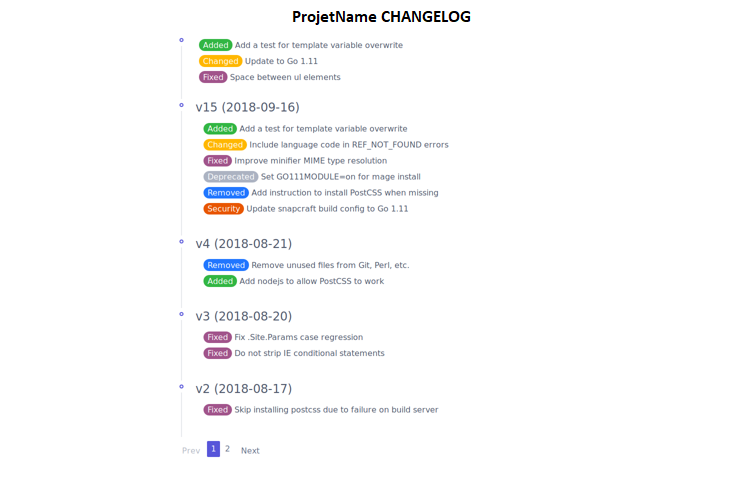 ProjetName CHANGELOG
Added Add a test for template variable overwrite
Changed Update to Go 1.11
Fixed Space between ul elements
v15 (2018-09-16)
Added Add a test for template variable overwrite
Changed Include language code in REF_NOT_FOUND errors
Fixed Improve minifier MIME type resolution
Deprecated Set GO111MODULE=on for mage install
Removed Add instruction to install PostCSS when missing
Security Update snapcraft build config to Go 1.11
v4 (2018-08-21)
Removed Remove unused files from Git, Perl, etc.
Added Add nodejs to allow PostCSS to work
v3 (2018-08-20)
Fixed Fix .Site.Params case regression
Fixed Do not strip IE conditional statements
v2 (2018-08-17)
Fixed Skip installing postcss due to failure on build server
Prev 1 2 Next